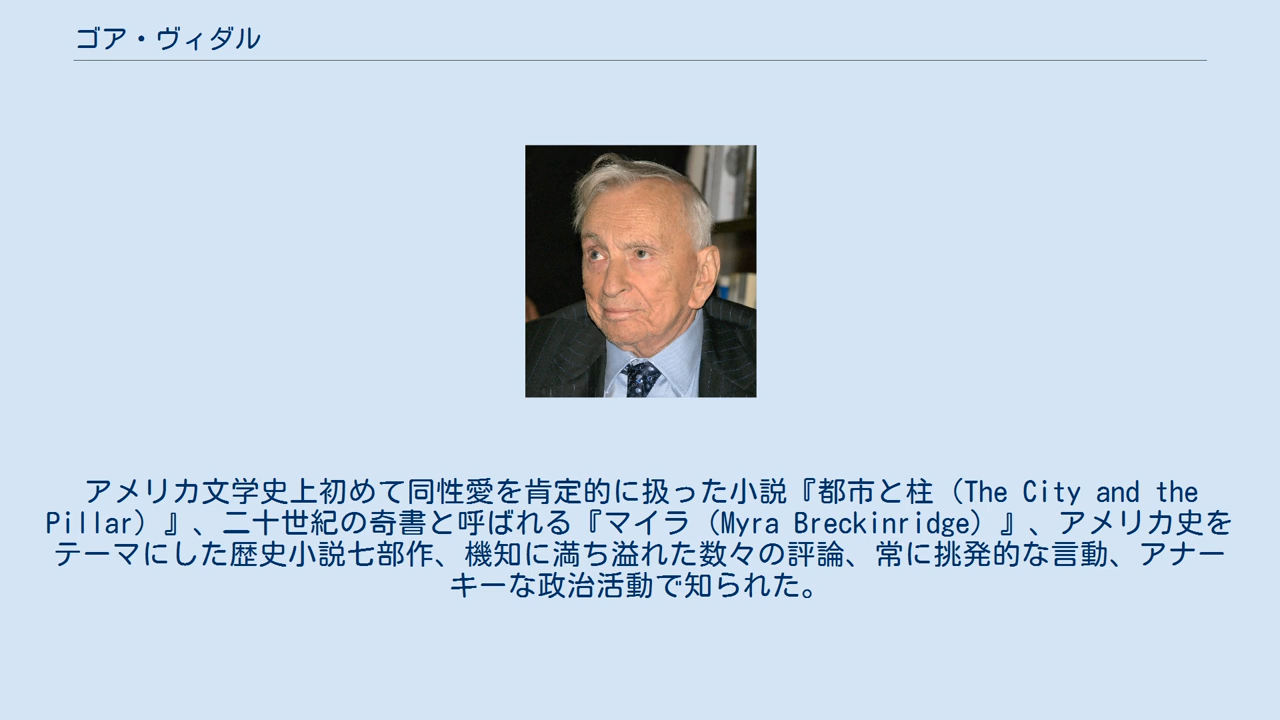 ゴア・ヴィダル
アメリカ文学史上初めて同性愛を肯定的に扱った小説『都市と柱（The City and the
Pillar）』、二十世紀の奇書と呼ばれる『マイラ（Myra Breckinridge）』、アメリカ史を
テーマにした歴史小説七部作、機知に満ち溢れた数々の評論、常に挑発的な言動、アナー
キーな政治活動で知られた。